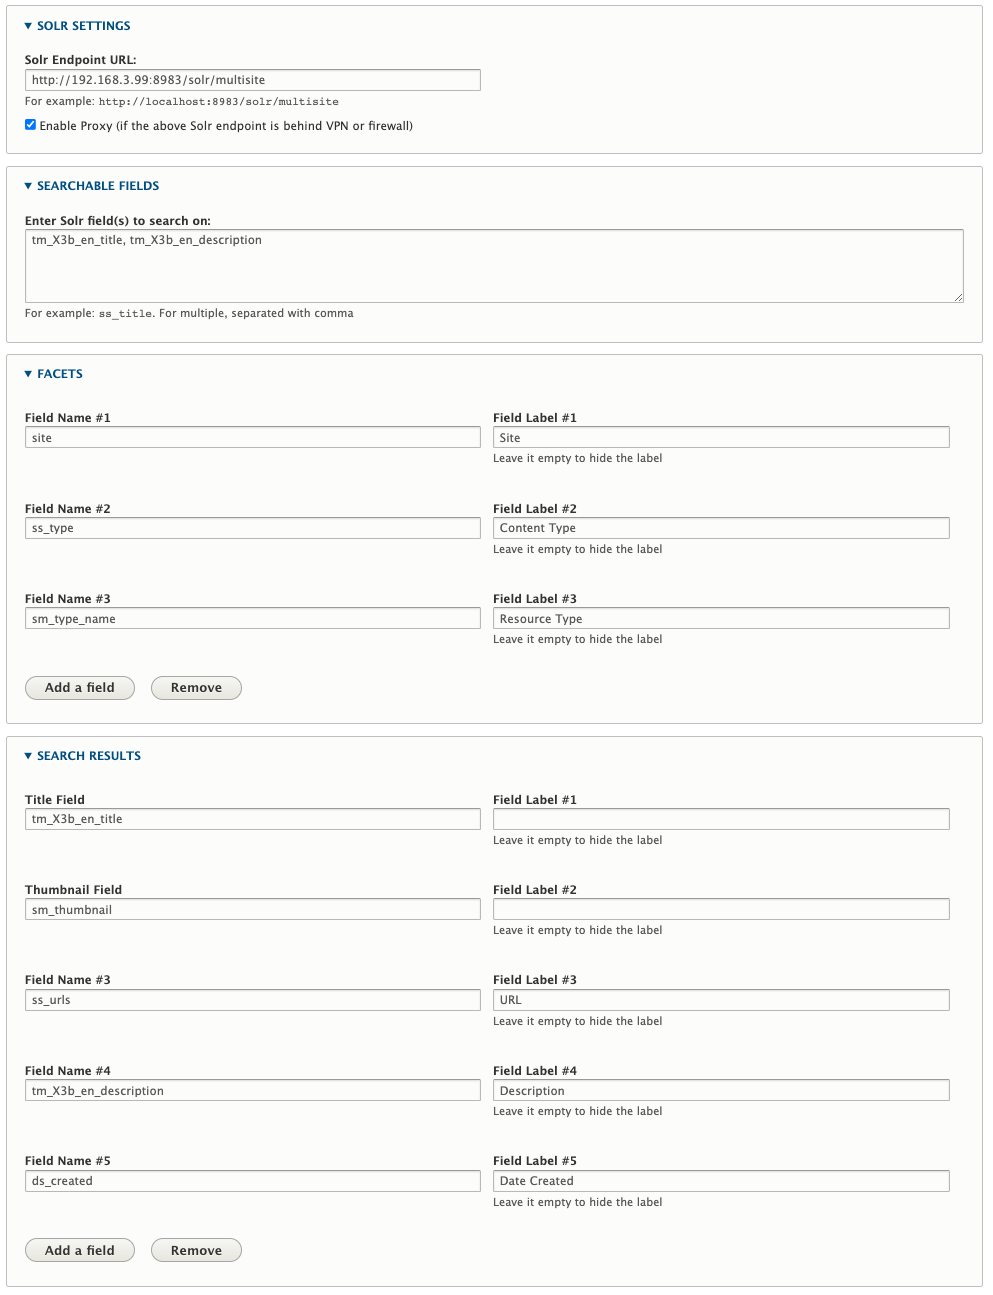 ▼ SOLR SETTINGS
Solr Endpoint URL:
http://192.168.3.99:8983/solr/multisite
For example: http://localhost:8983/solr/multisite
Enable Proxy (if the above Solr endpoint is behind VPN or firewall)
▼ SEARCHABLE FIELDS
Enter Solr field(s) to search on:
tm_X3b_en_title, tm_X3b_en_description
For example: ss_title. For multiple, separated with comma
▼ FACETS
Field Name #1 Field Label #1
site Site
Leave it empty to hide the label
Field Name #2 Field Label #2
ss_type Content Type
Leave it empty to hide the label
Field Name #3 Field Label #3
sm_type_name Resource Type
Leave it empty to hide the label
Add a field Remove
▼ SEARCH RESULTS
Title Field Field Label #1
tm_X3b_en_title
Leave it empty to hide the label
Thumbnail Field Field Label #2
sm_thumbnail
Leave it empty to hide the label
Field Name #3 Field Label #3
ss_urls URL
Leave it empty to hide the label
Field Name #4 Field Label #4
tm_X3b_en_description Description
Leave it empty to hide the label
Field Name #5 Field Label #5
ds_created Date Created
Leave it empty to hide the label
Add a field Remove